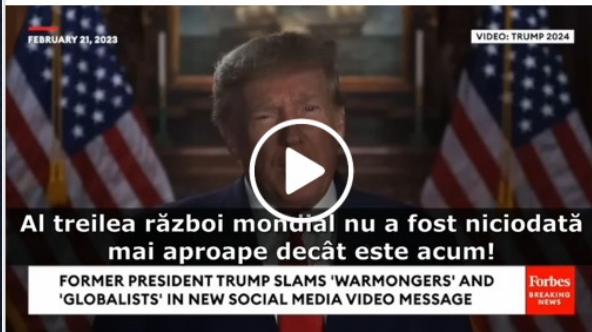 FEBRUARY 21, 2023
VIDEO: TRUMP 2024
Al treilea război mondial nu a fost niciodată
mai aproape decât este acum!
FORMER PRESIDENT TRUMP SLAMS 'WARMONGERS' AND
'GLOBALISTS' IN NEW SOCIAL MEDIA VIDEO MESSAGE
Forbes
BREAKING
NEWS